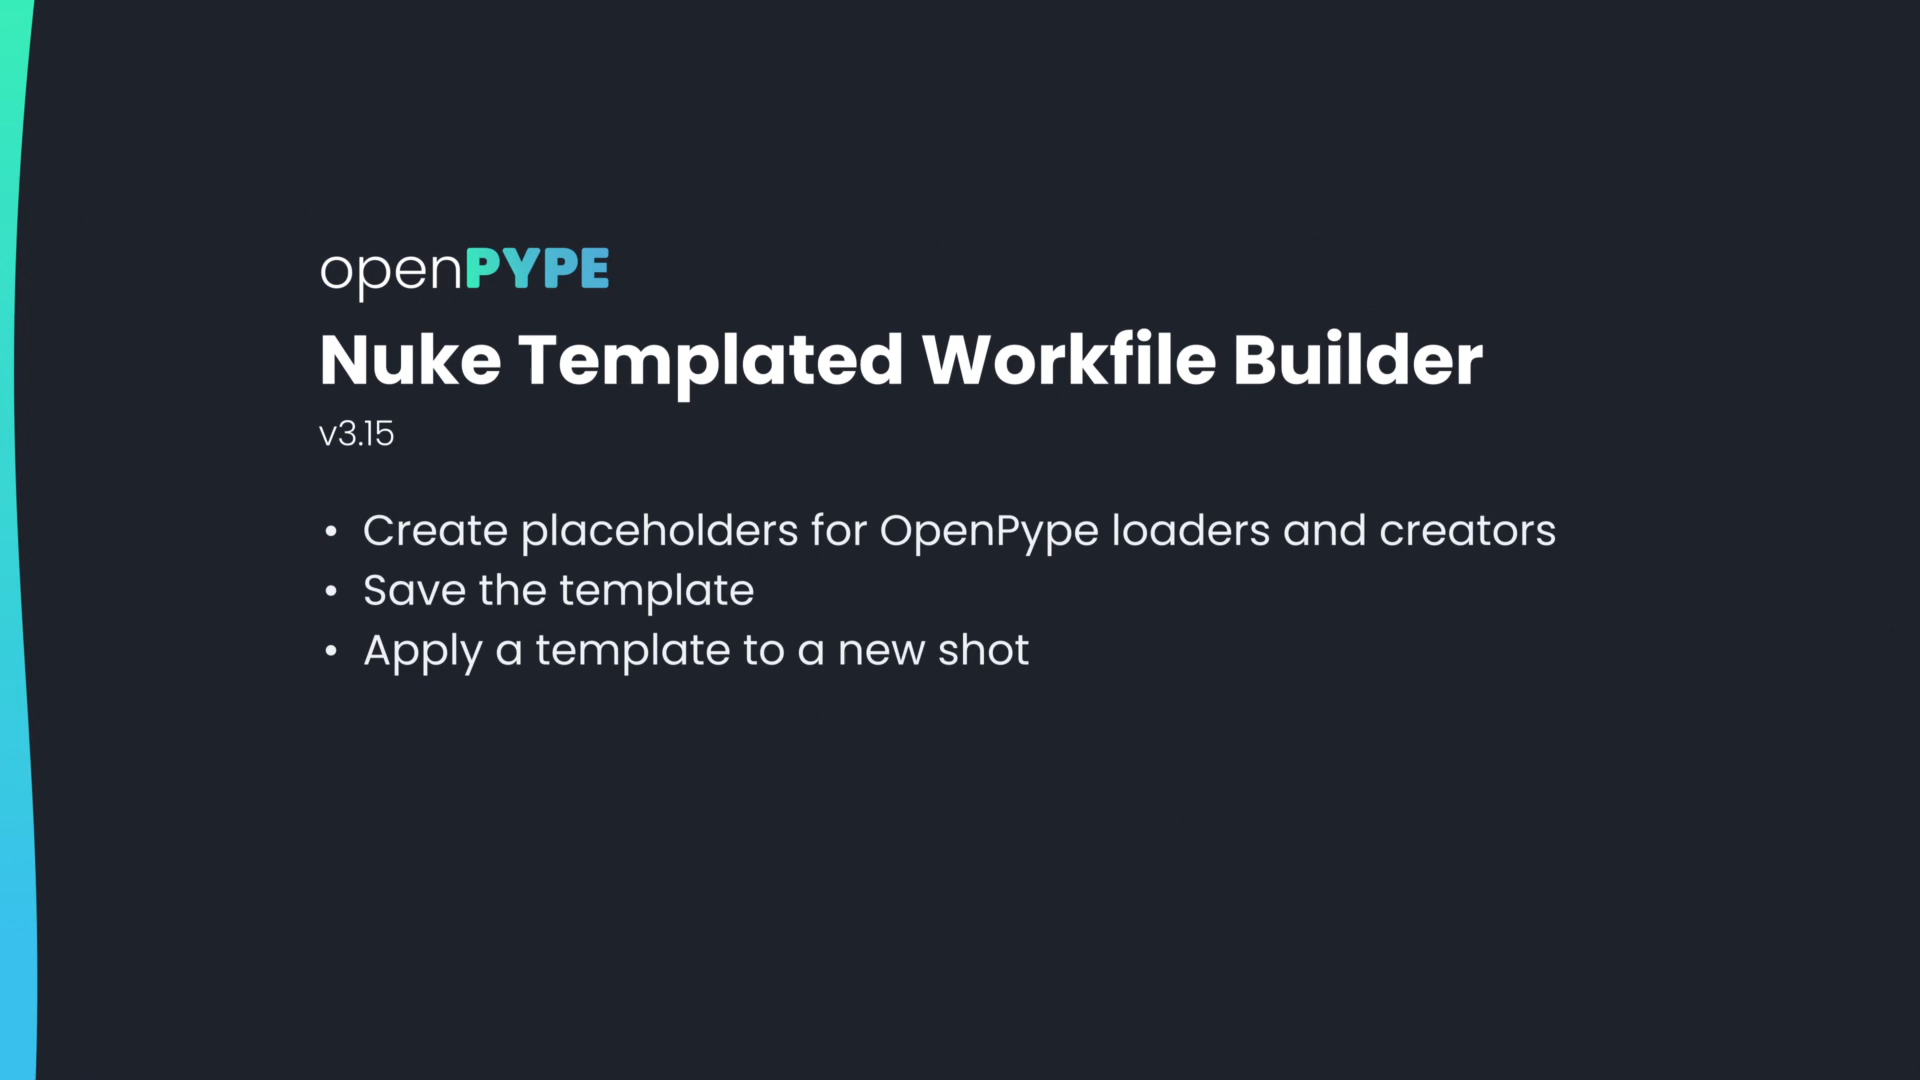 openPYPE
Nuke Templated Workfile Builder
v3.15
• Create placeholders for OpenPype loaders and creators
• Save the template
• Apply a template to a new shot